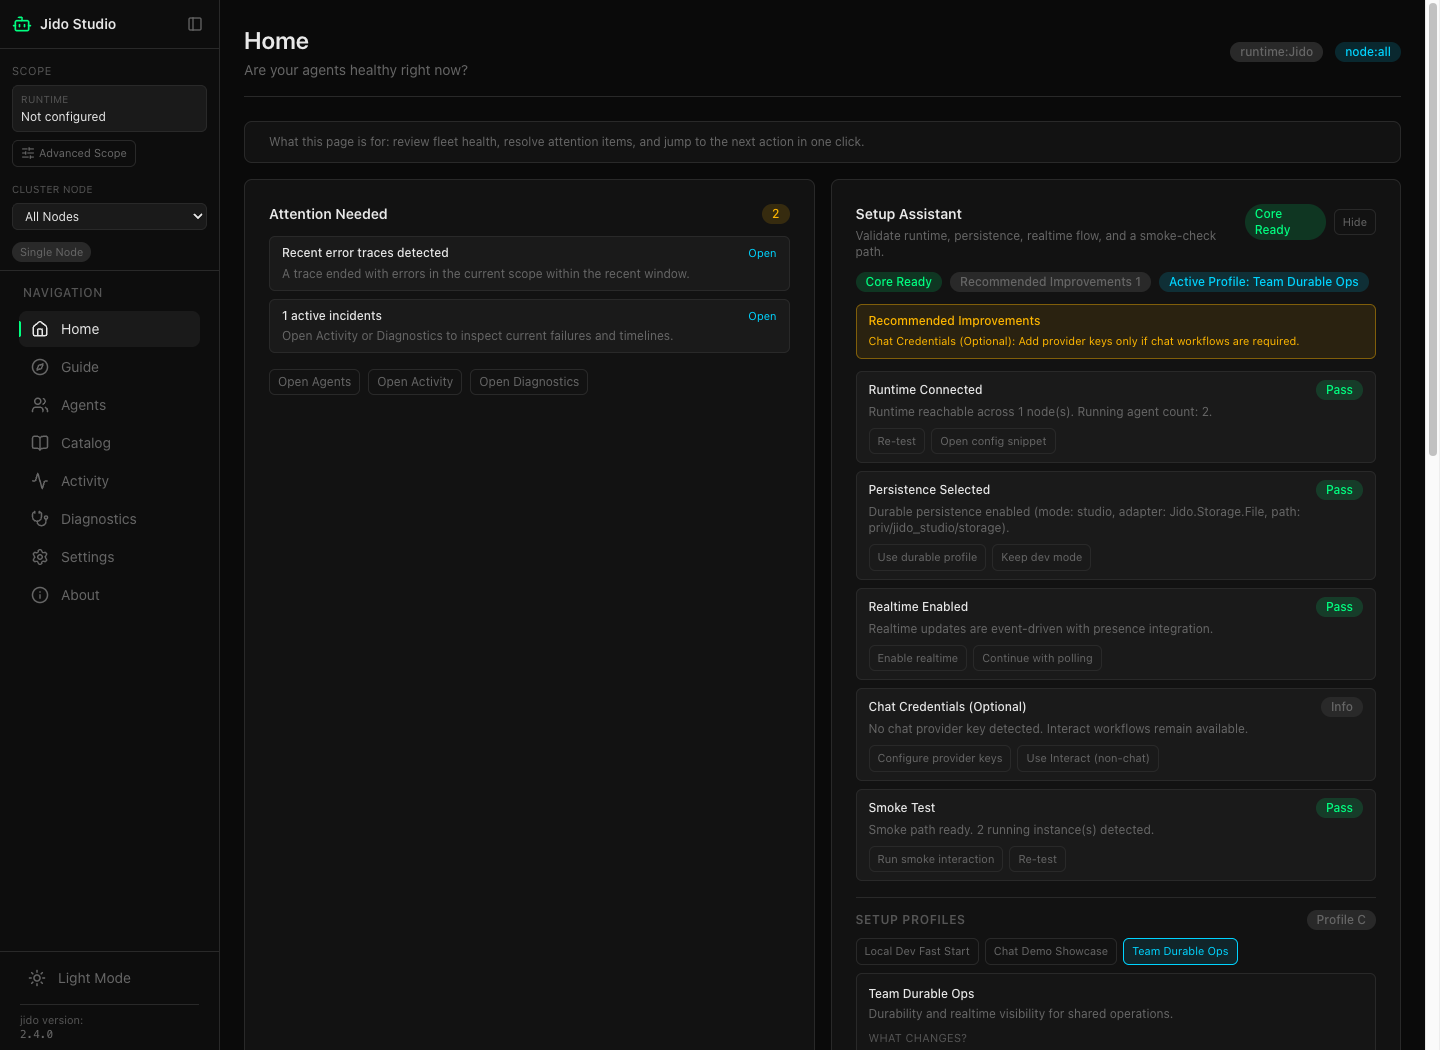 Jido Studio
SCOPE
RUNTIME
Not configured
Advanced Scope
CLUSTER NODE
All Nodes
Single Node
NAVIGATION
Home
Guide
Agents
Catalog
Activity
Diagnostics
Settings
About
Light Mode
jido version:
2.4.0
Home
Are your agents healthy right now?
runtime:Jido
node:all
What this page is for: review fleet health, resolve attention items, and jump to the next action in one click.
Attention Needed
2
Recent error traces detected
Open
A trace ended with errors in the current scope within the recent window.
1 active incidents
Open
Open Activity or Diagnostics to inspect current failures and timelines.
Open Agents
Open Activity
Open Diagnostics
Setup Assistant
Validate runtime, persistence, realtime flow, and a smoke-check
path.
Core
Ready
Hide
Core Ready
Recommended Improvements 1
Active Profile: Team Durable Ops
Recommended Improvements
Chat Credentials (Optional): Add provider keys only if chat workflows are required.
Runtime Connected
Pass
Runtime reachable across 1 node(s). Running agent count: 2.
Re-test
Open config snippet
Persistence Selected
Pass
Durable persistence enabled (mode: studio, adapter: Jido.Storage.File, path:
priv/jido_studio/storage).
Use durable profile
Keep dev mode
Realtime Enabled
Pass
Realtime updates are event-driven with presence integration.
Enable realtime
Continue with polling
Chat Credentials (Optional)
Info
No chat provider key detected. Interact workflows remain available.
Configure provider keys
Use Interact (non-chat)
Smoke Test
Pass
Smoke path ready. 2 running instance(s) detected.
Run smoke interaction
Re-test
SETUP PROFILES
Profile C
Local Dev Fast Start
Chat Demo Showcase
Team Durable Ops
Team Durable Ops
Durability and realtime visibility for shared operations.
WHAT CHANGES?